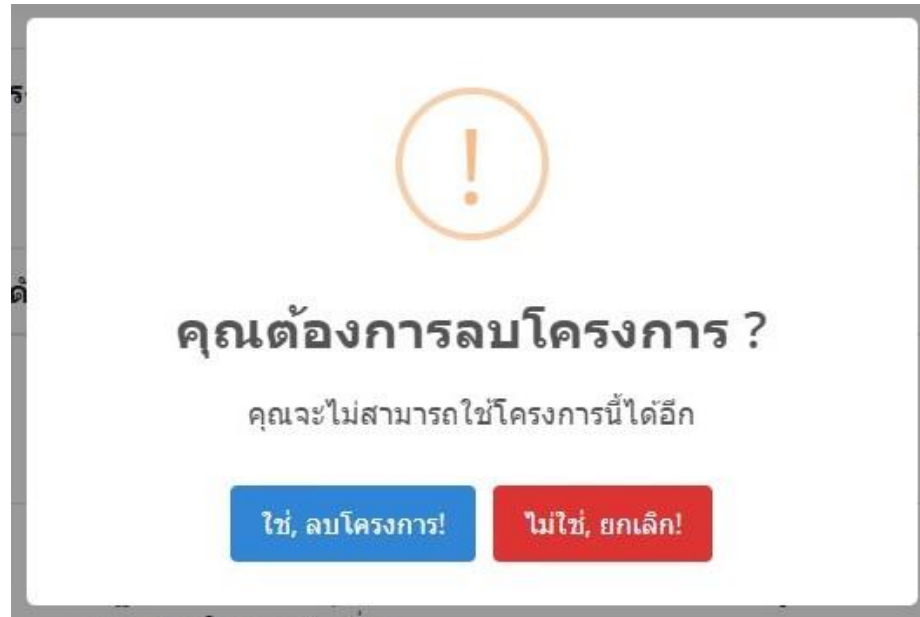 !
คุณต้องการลบโครงการ ?
คุณจะไม่สามารถใช้โครงการนี้ได้อีก
ใช่, ลบโครงการ!
ไม่ใช่, ยกเลิก!